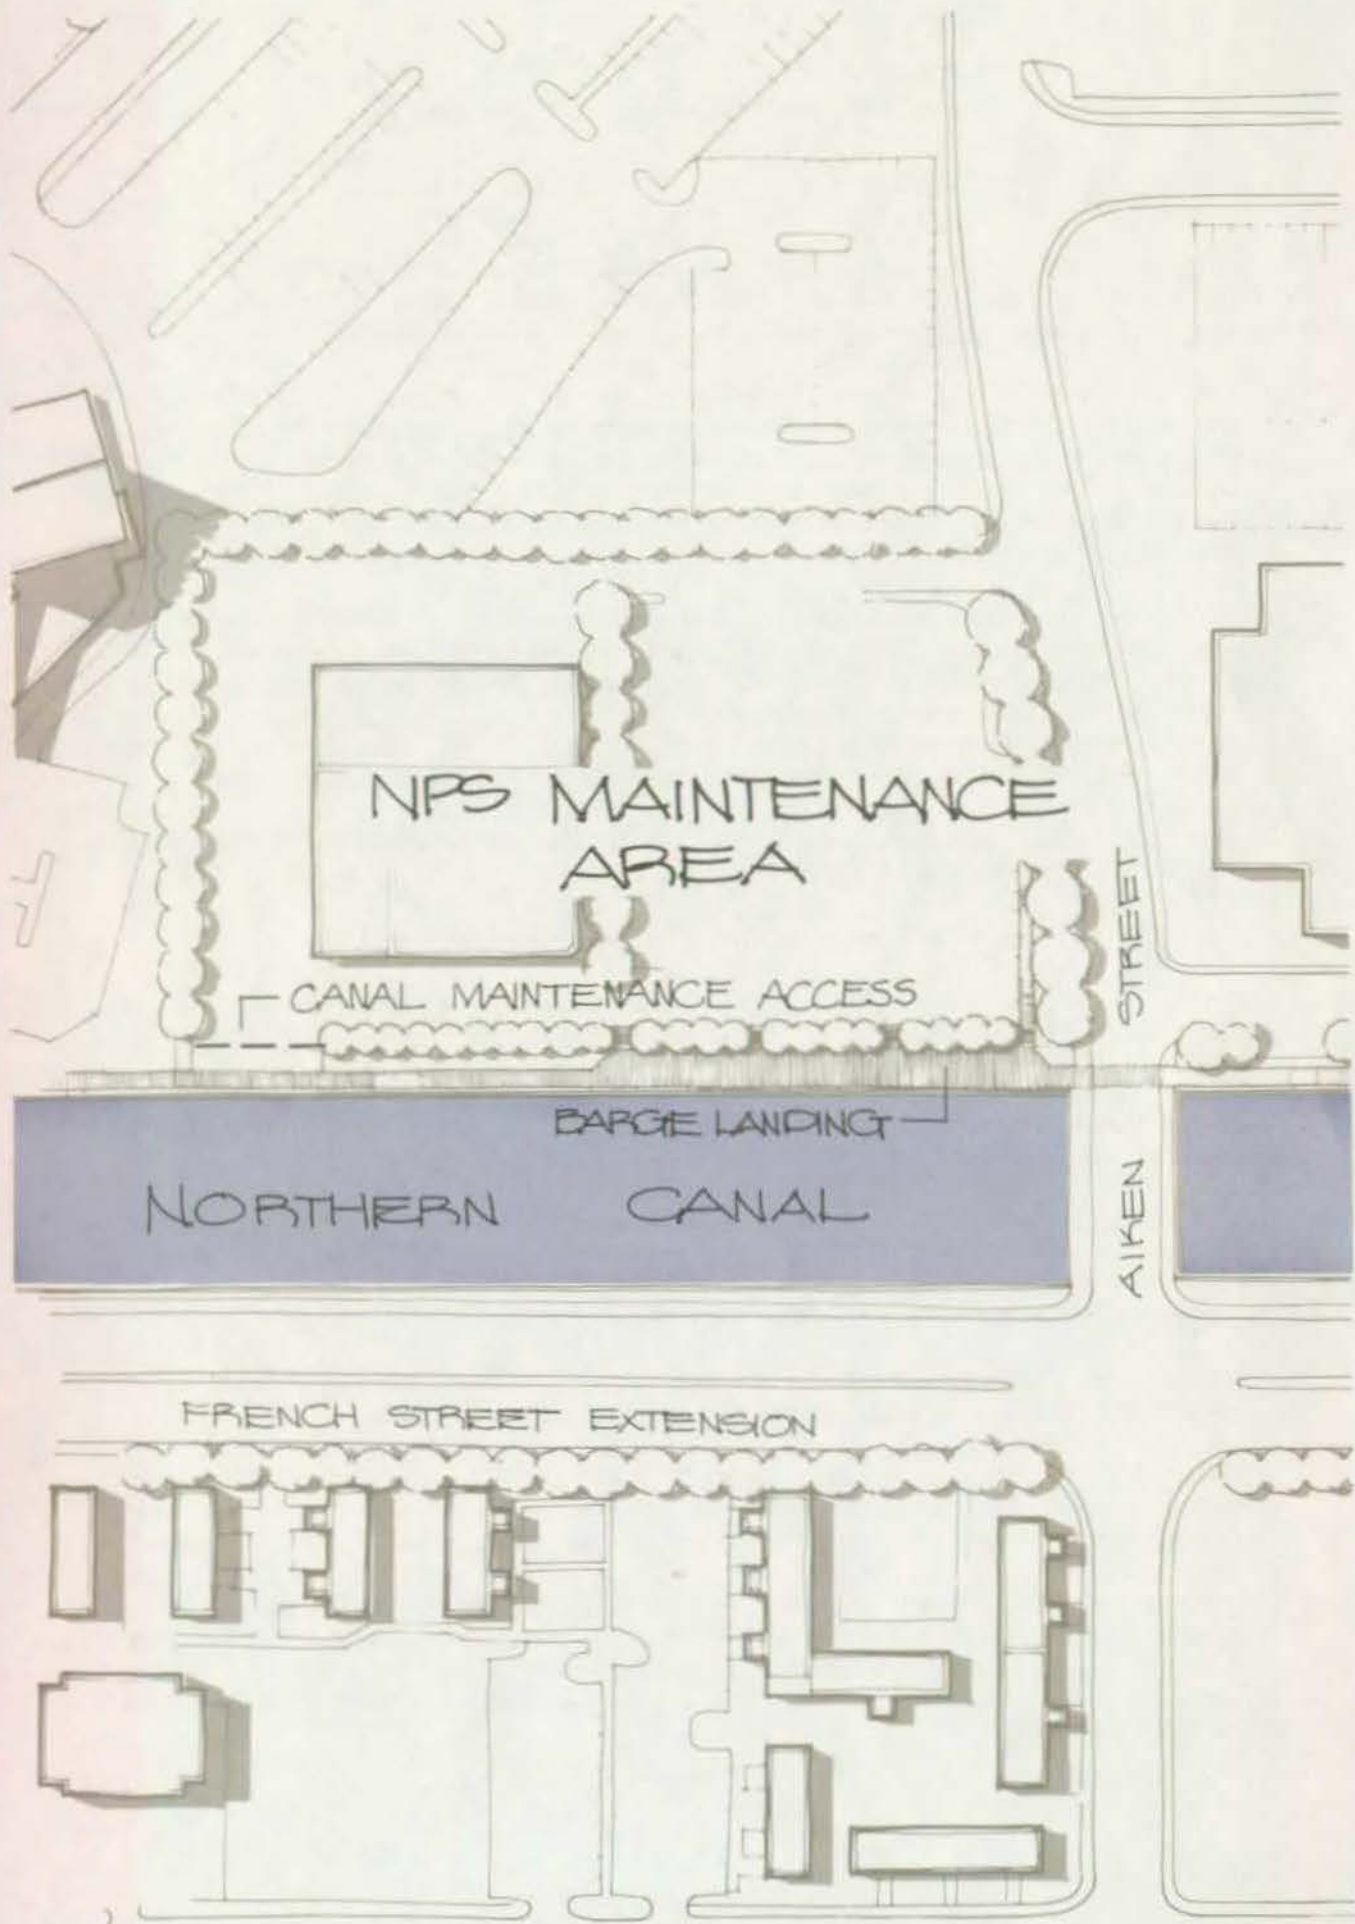 NPS MAINTENANCE
AREA
STREET
CANAL MAINTENANCE ACCESS
BARGE LANDING
NORTHERN CANAL
AIKEN
FRENCH STREET EXTENSION